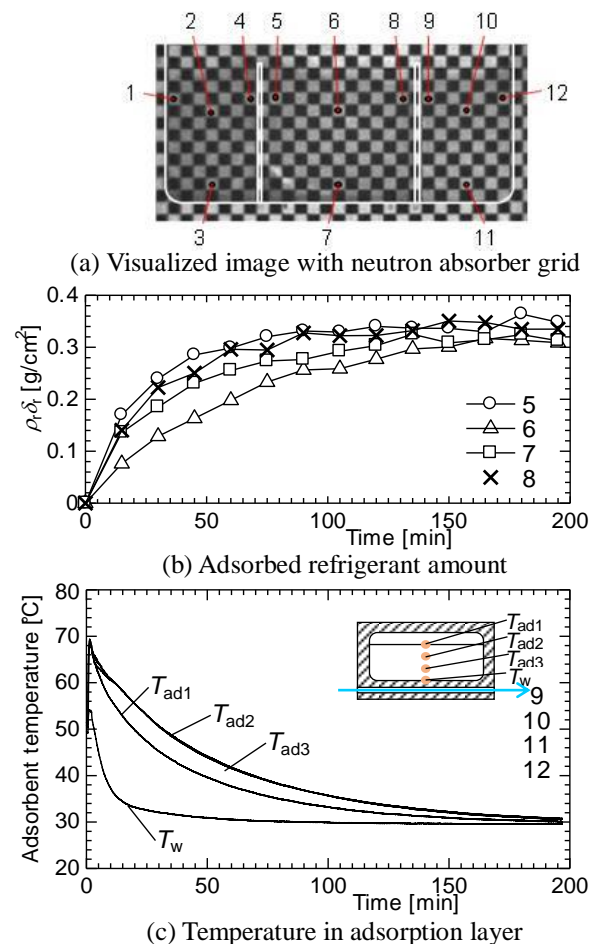 1 2 3 4 5 6 7 8 9 10 11 12
(a) Visualized image with neutron absorber grid
ρrδr [g/cm²]
0.4
0.3
0.2
0.1
0
0 50 100 150 200
Time [min]
5
6
7
8
(b) Adsorbed refrigerant amount
Adsorbent temperature [℃]
80
70
60
50
40
30
20
0 50 100 150 200
Time [min]
Tad1
Tad2
Tad3
Tw
Tad1
Tad2
Tad3
Tw
9
10
11
12
(c) Temperature in adsorption layer